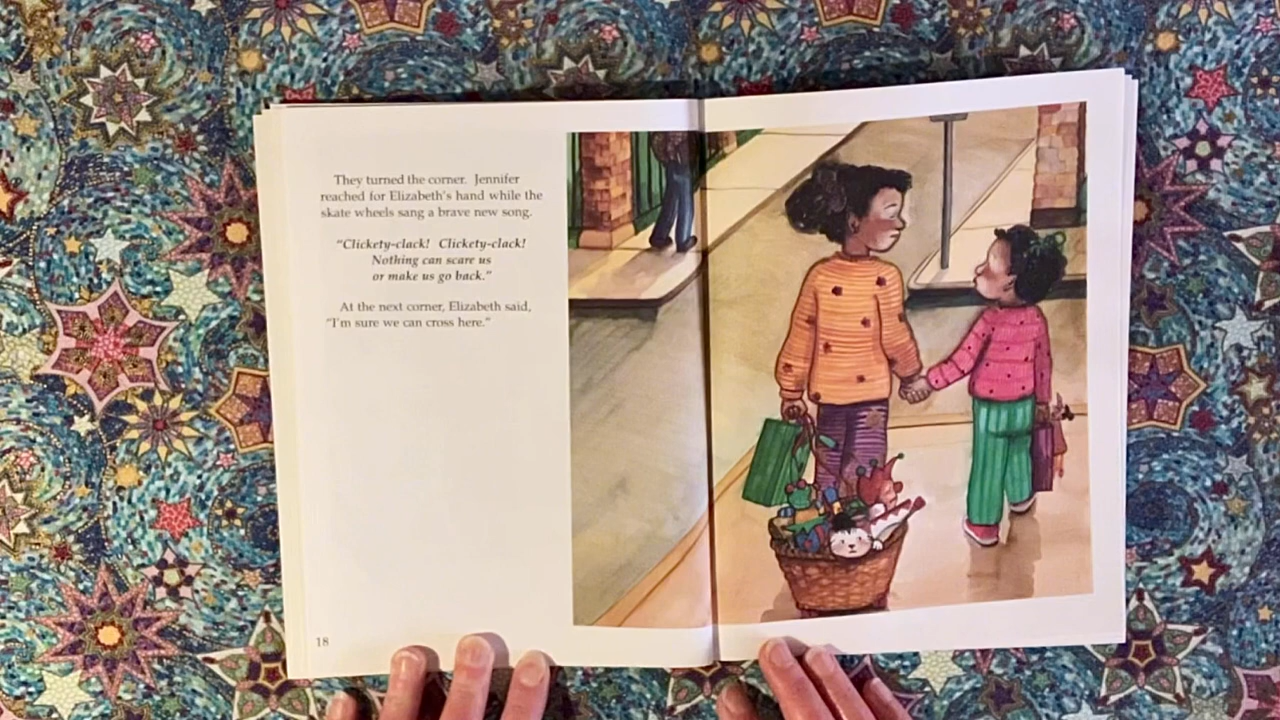 They turned the corner. Jennifer
reached for Elizabeth's hand while the
skate wheels sang a brave new song.
"Clickety-clack! Clickety-clack!
Nothing can scare us
or make us go back."
At the next corner, Elizabeth said,
"I'm sure we can cross here."
18